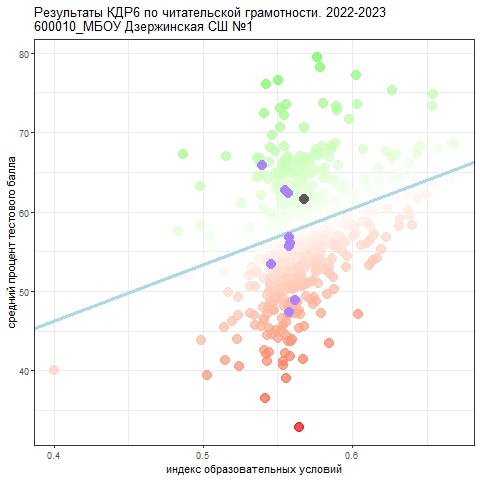 Результаты КДР6 по читательской грамотности. 2022-2023
600010_МБОУ Дзержинская СШ №1
средний процент тестового балла
80
70
60
50
40
0.4
0.5
0.6
индекс образовательных условий